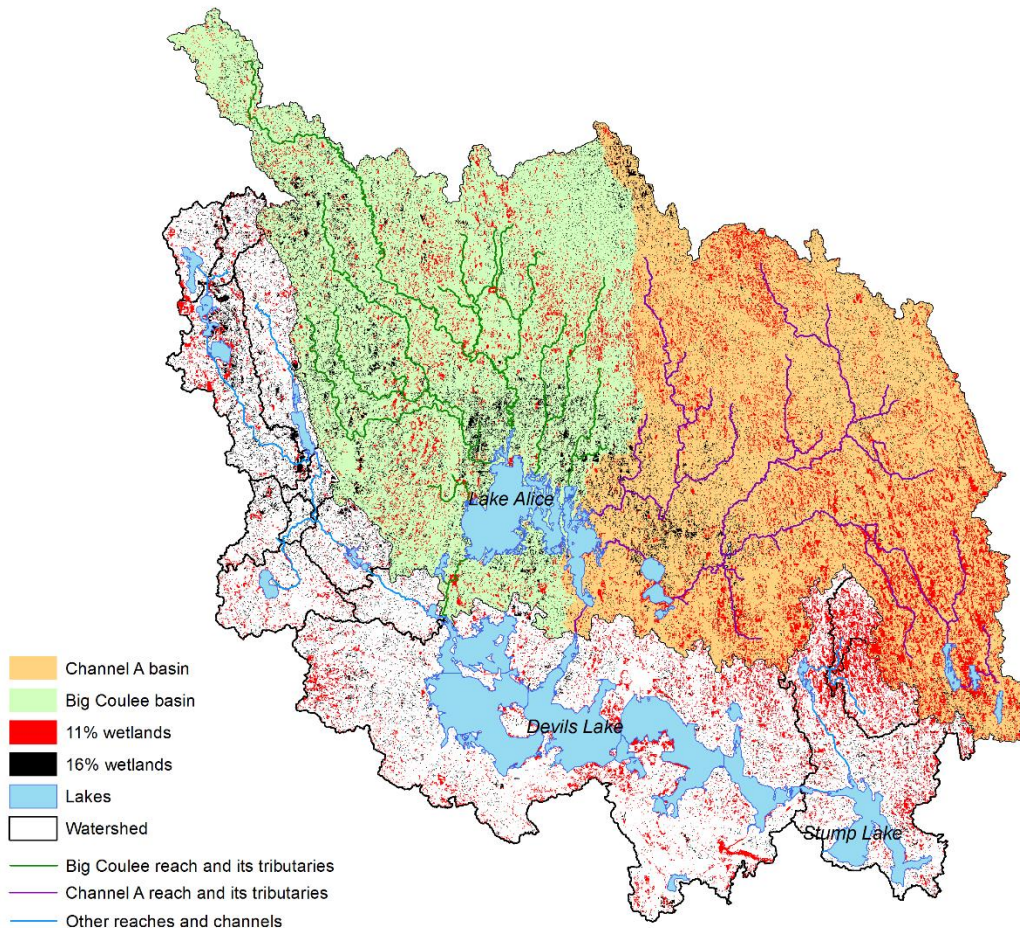 Lake Alice
Devils Lake
Stump Lake
Channel A basin
Big Coulee basin
11% wetlands
16% wetlands
Lakes
Watershed
Big Coulee reach and its tributaries
Channel A reach and its tributaries
Other reaches and channels